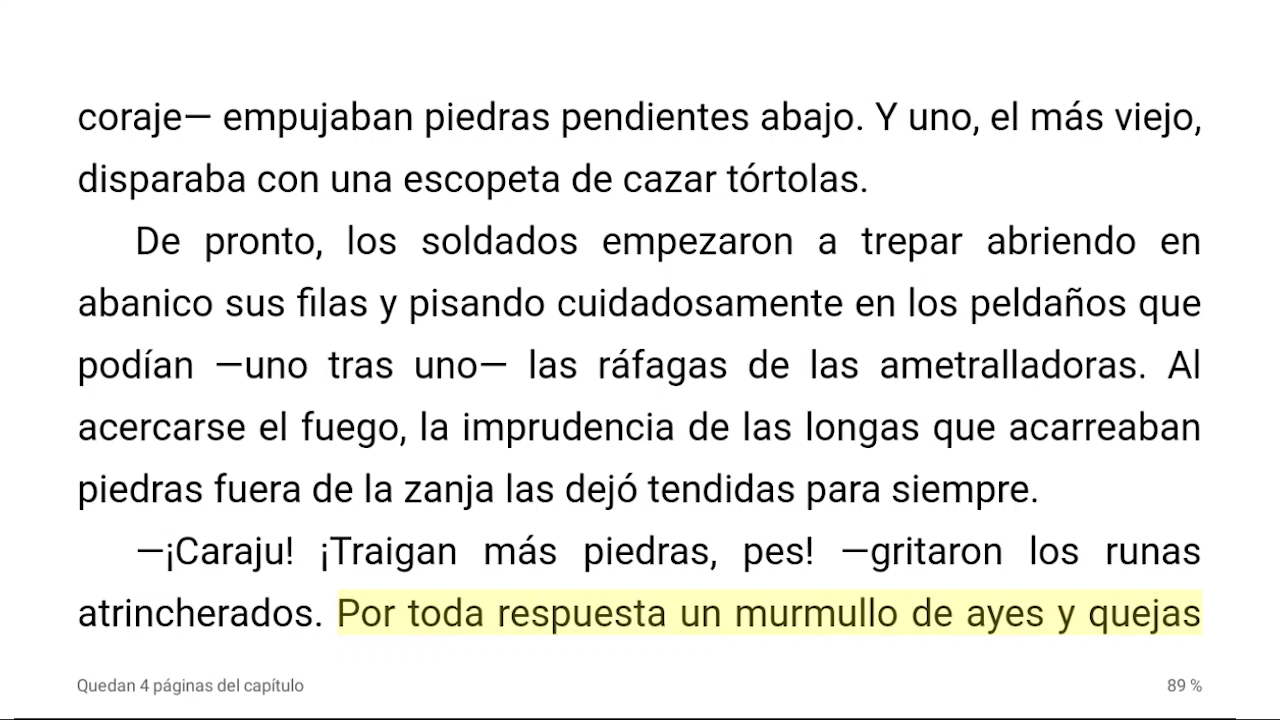 coraje— empujaban piedras pendientes abajo. Y uno, el más viejo,
disparaba con una escopeta de cazar tórtolas.
De pronto, los soldados empezaron a trepar abriendo en
abanico sus filas y pisando cuidadosamente en los peldaños que
podían —uno tras uno— las ráfagas de las ametralladoras. Al
acercarse el fuego, la imprudencia de las longas que acarreaban
piedras fuera de la zanja las dejó tendidas para siempre.
—¡Caraju! ¡Traigan más piedras, pes! —gritaron los runas
atrincherados. Por toda respuesta un murmullo de ayes y quejas
Quedan 4 páginas del capítulo
89 %